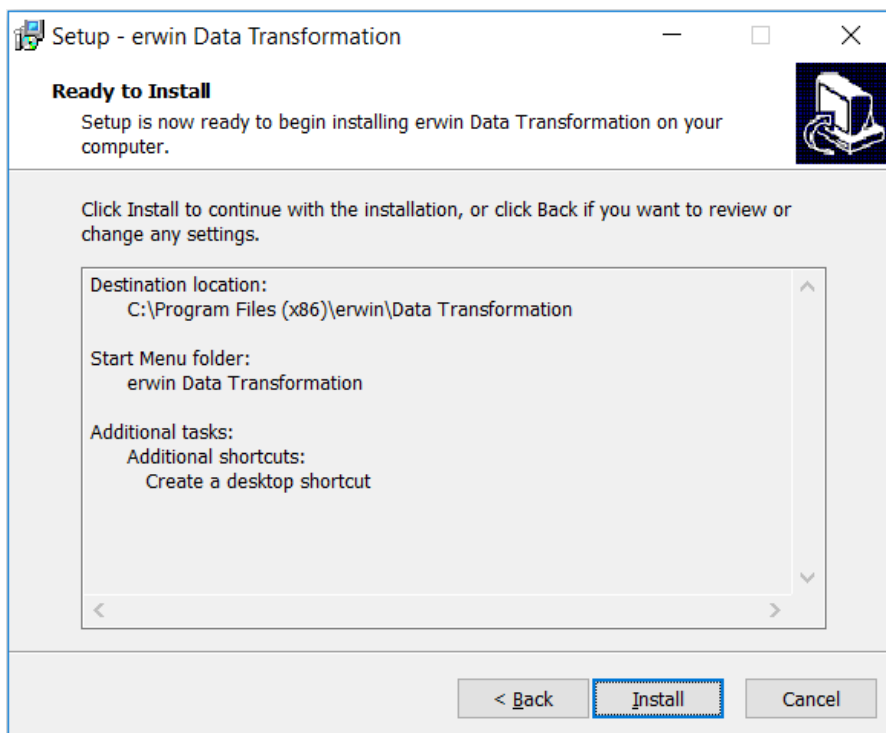 Setup - erwin Data Transformation
Ready to Install
Setup is now ready to begin installing erwin Data Transformation on your
computer.
Click Install to continue with the installation, or click Back if you want to review or
change any settings.
Destination location:
C:\Program Files (x86)\erwin\Data Transformation
Start Menu folder:
erwin Data Transformation
Additional tasks:
Additional shortcuts:
Create a desktop shortcut
< Back
Install
Cancel